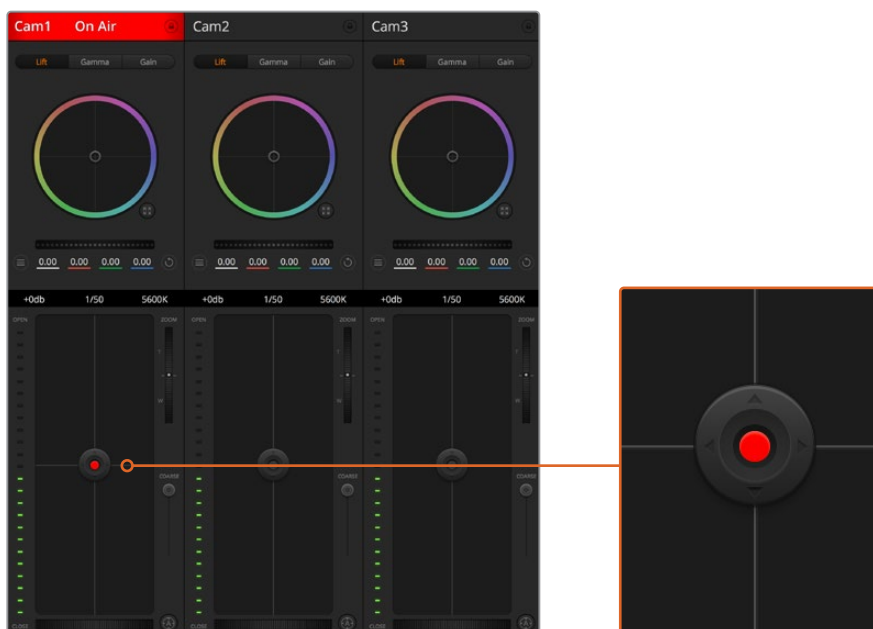 Cam1 On Air Cam2 Cam3
Lift Gamma Gain Lift Gamma Gain Lift Gamma Gain
0.00 0.00 0.00 0.00 0.00 0.00 0.00 0.00 0.00 0.00 0.00 0.00
+0db 1/50 5600K +0db 1/50 5600K +0db 1/50 5600K
OPEN ZOOM OPEN ZOOM OPEN ZOOM
T T T
W W W
COARSE COARSE COARSE
CLOSE CLOSE CLOSE